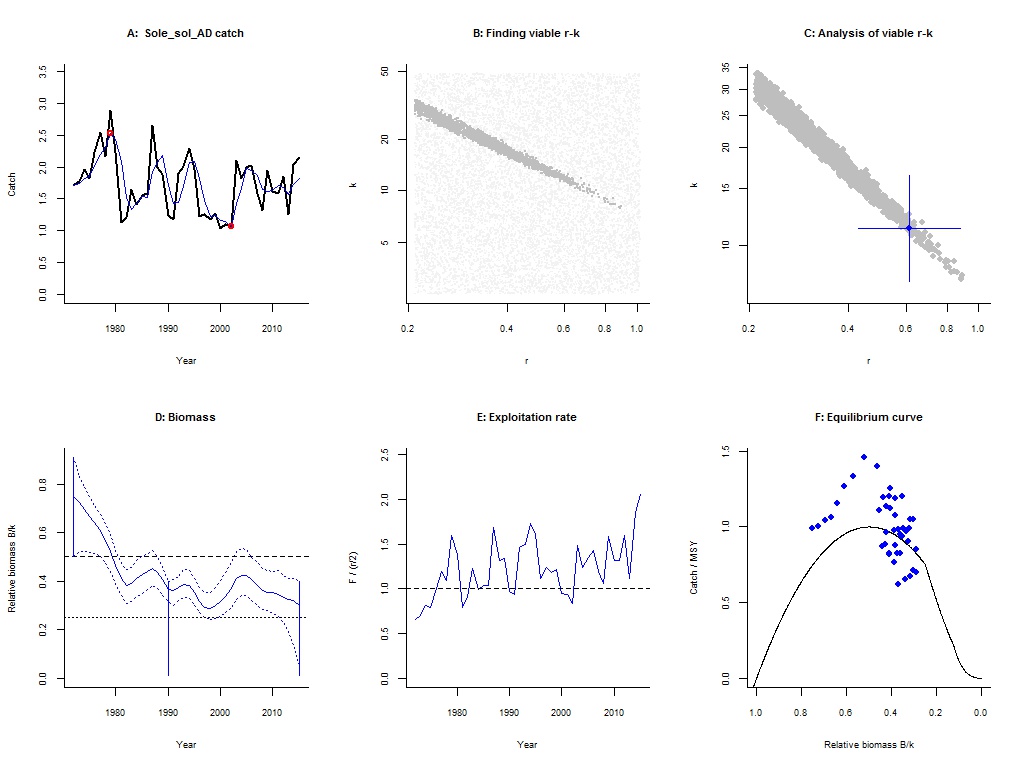 A: Sole_sol_AD catch
Catch
3.5
3.0
2.5
2.0
1.5
1.0
0.5
0.0
1980 1990 2000 2010
Year
B: Finding viable r-k
k
50
20
10
5
0.2 0.4 0.6 0.8 1.0
r
C: Analysis of viable r-k
k
35
30
25
20
15
10
0.2 0.4 0.6 0.8 1.0
r
D: Biomass
Relative biomass B/k
0.8
0.6
0.4
0.2
0.0
1980 1990 2000 2010
Year
E: Exploitation rate
F / (r/2)
2.5
2.0
1.5
1.0
0.5
0.0
1980 1990 2000 2010
Year
F: Equilibrium curve
Catch / MSY
1.5
1.0
0.5
0.0
1.0 0.8 0.6 0.4 0.2 0.0
Relative biomass B/k